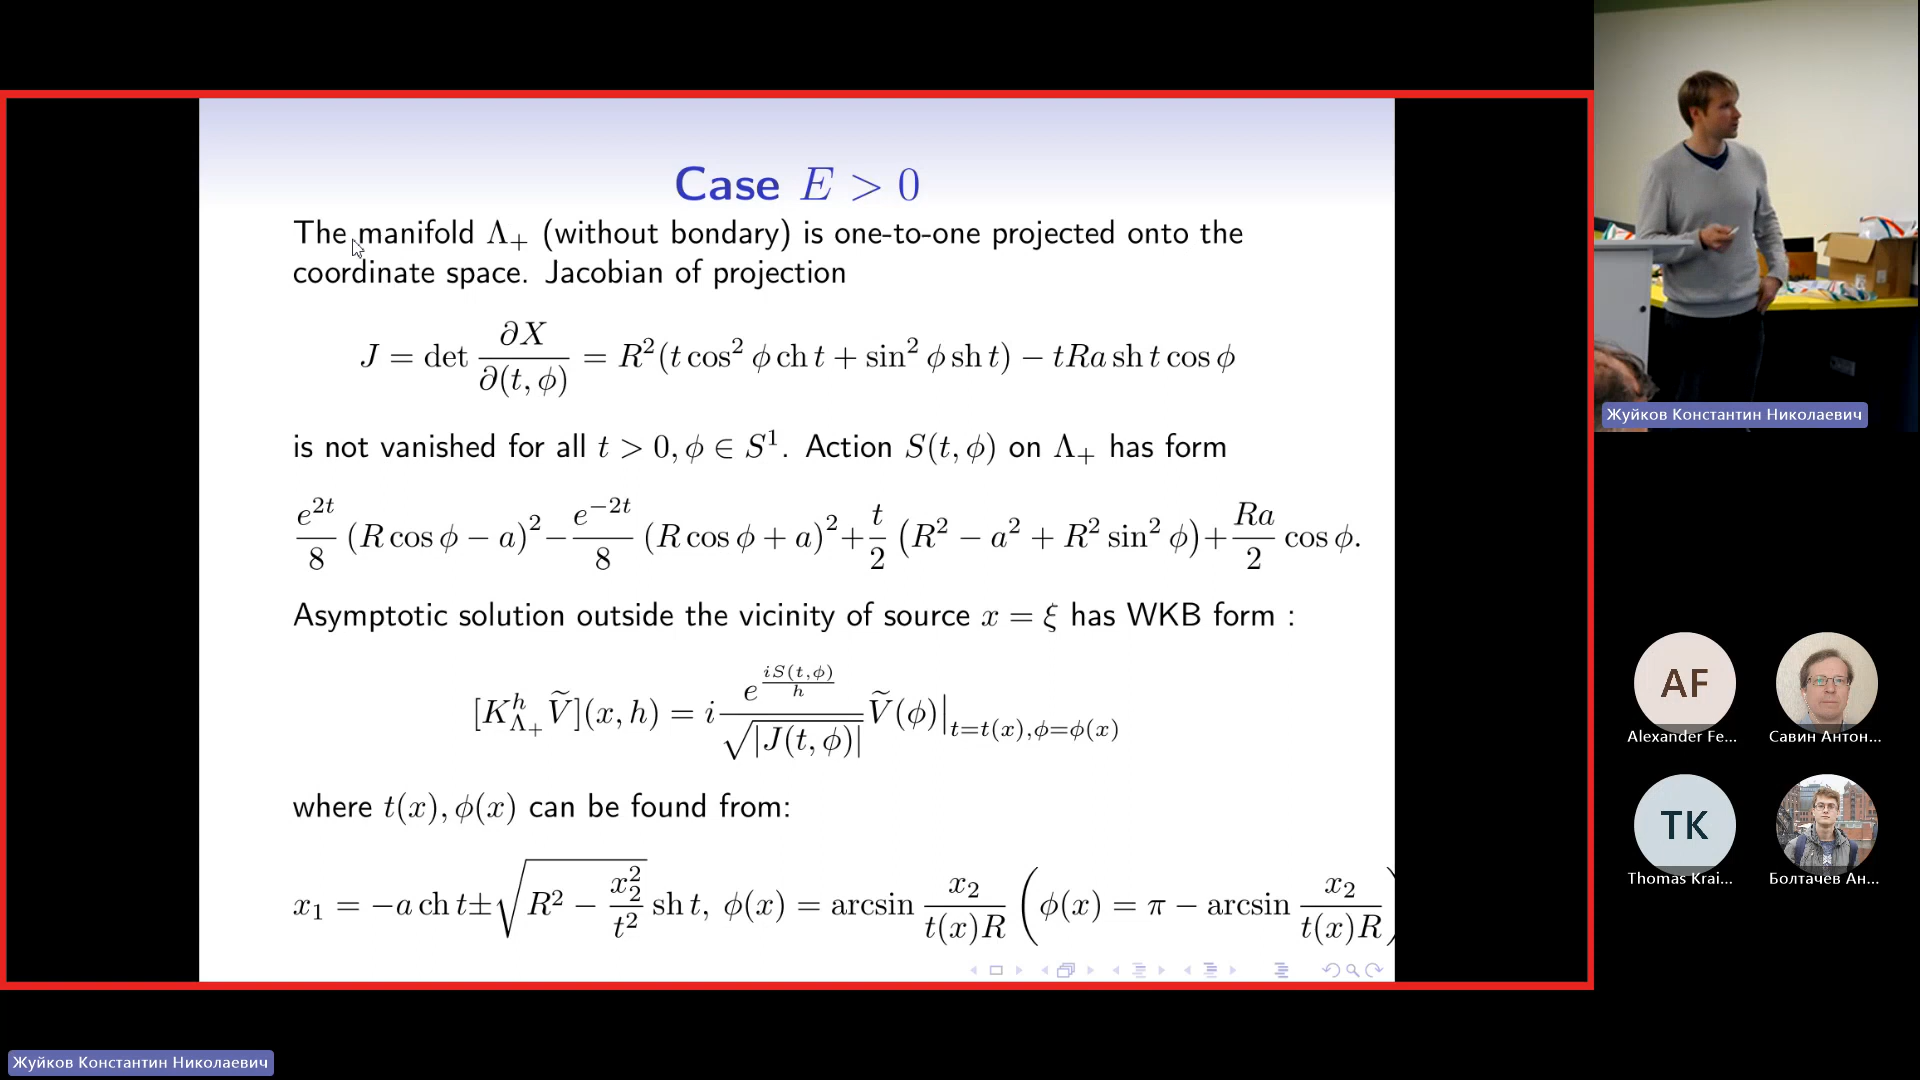 Case E > 0
The manifold Λ₊ (without bondary) is one-to-one projected onto the
coordinate space. Jacobian of projection
J = det ∂X/∂(t, ϕ) = R²(t cos² ϕ ch t + sin² ϕ sh t) − tRa sh t cos ϕ
is not vanished for all t > 0, ϕ ∈ S¹. Action S(t, ϕ) on Λ₊ has form
e^{2t}/8 (R cos ϕ − a)² − e^{−2t}/8 (R cos ϕ + a)² + t/2 (R² − a² + R² sin² ϕ) + Ra/2 cos ϕ.
Asymptotic solution outside the vicinity of source x = ξ has WKB form :
[K^h_{Λ₊} Ṽ](x, h) = i e^{iS(t,ϕ)/h}/√|J(t, ϕ)| Ṽ(ϕ)|_{t=t(x),ϕ=ϕ(x)}
where t(x), ϕ(x) can be found from:
x₁ = −a ch t ± √(R² − x₂²/t²) sh t, ϕ(x) = arcsin x₂/(t(x)R) (ϕ(x) = π − arcsin x₂/(t(x)R))
Жуйков Константин Николаевич
AF
Alexander Fe...
Савин Антон...
TK
Thomas Krai...
Болтачев Ан...
Жуйков Константин Николаевич